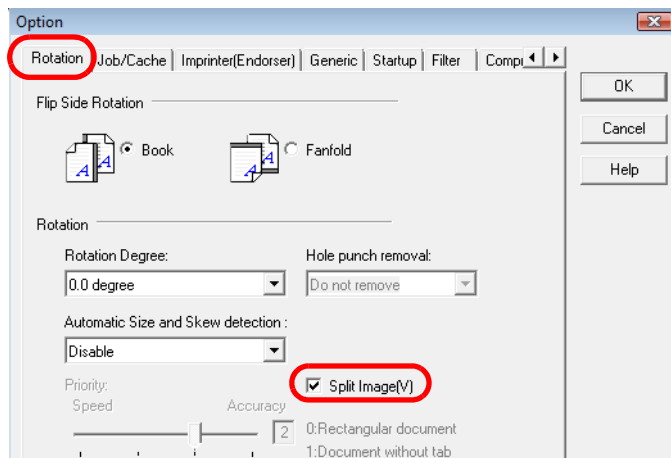 Option
Rotation Job/Cache Imprinter(Endorser) Generic Startup Filter
OK
Flip Side Rotation
Cancel
A A Book A A Fanfold
Help
Rotation
Rotation Degree: Hole punch removal:
0.0 degree Do not remove
Automatic Size and Skew detection :
Disable
Priority: Split Image(V)
Speed Accuracy
2 0:Rectangular document
1:Document without tab